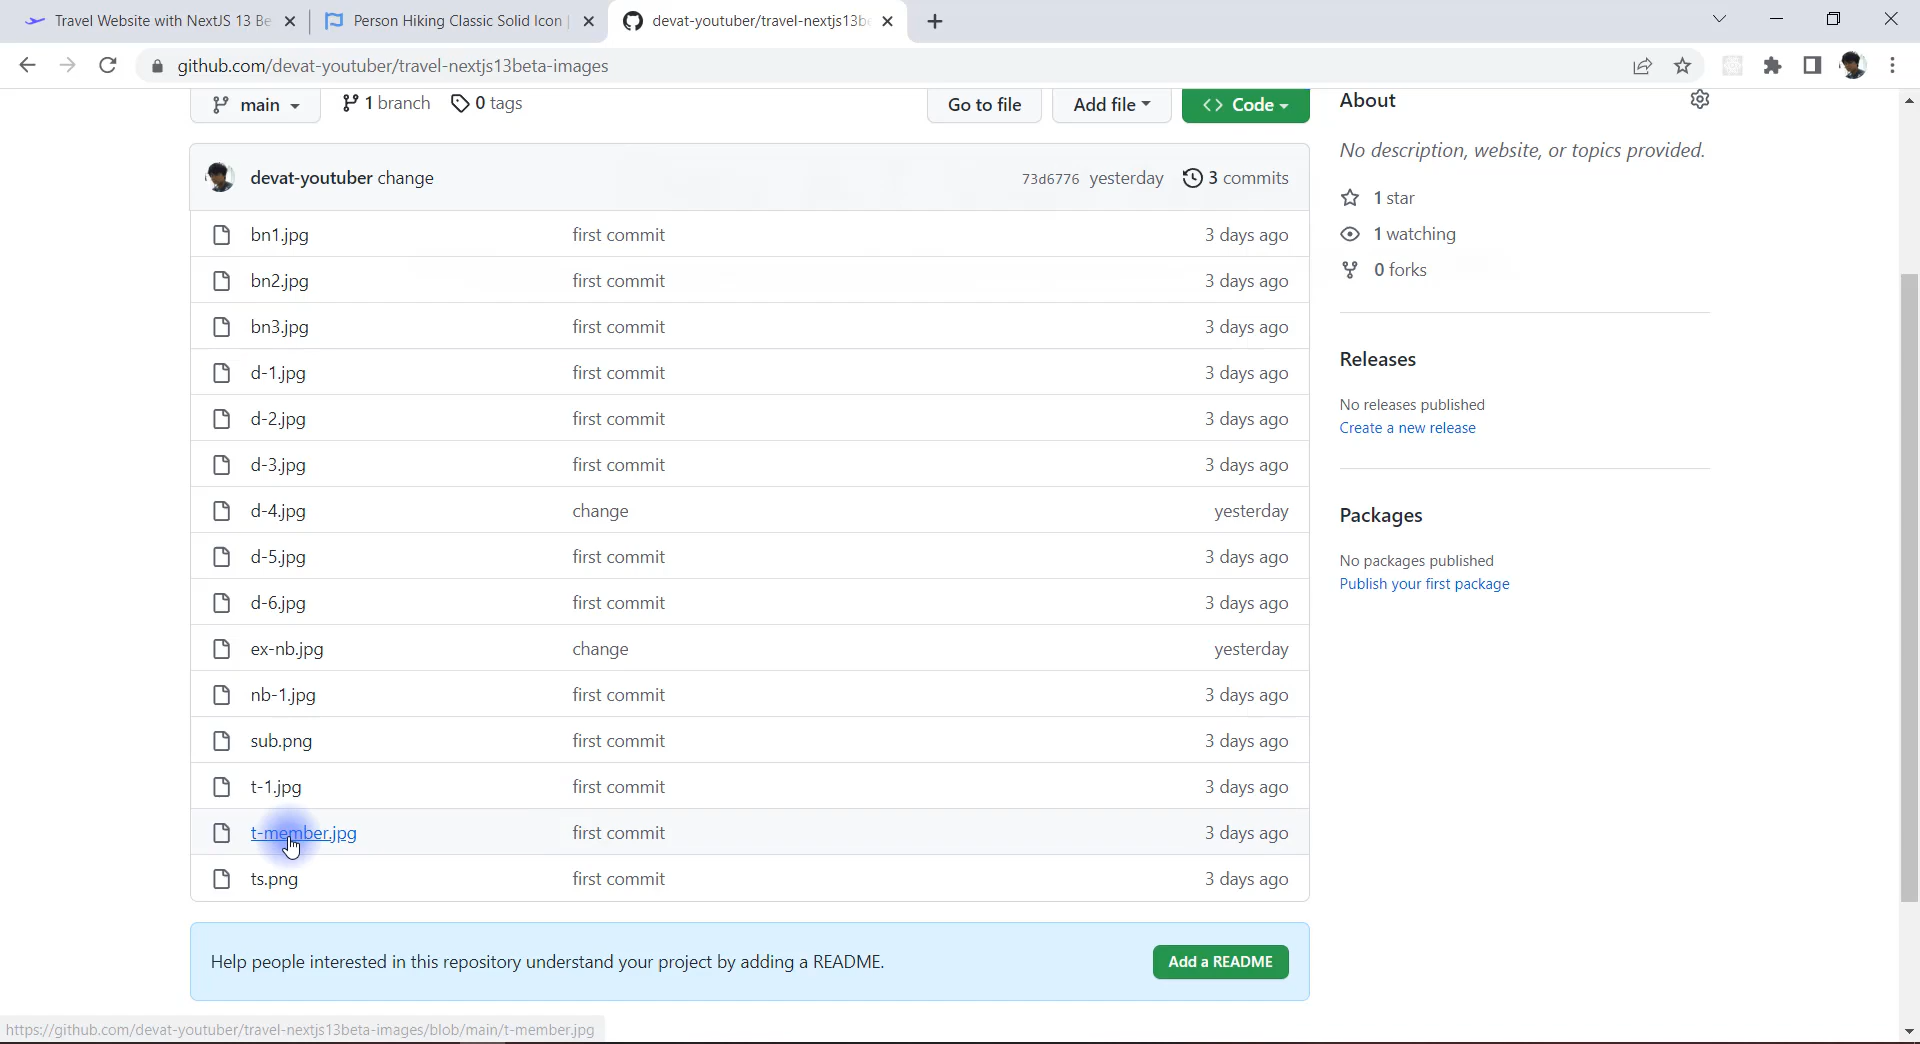 Travel Website with NextJS 13 Be
Person Hiking Classic Solid Icon
devat-youtuber/travel-nextjs13be
github.com/devat-youtuber/travel-nextjs13beta-images
main
1 branch
0 tags
Go to file
Add file
Code
devat-youtuber change
73d6776 yesterday
3 commits
bn1.jpg first commit 3 days ago
bn2.jpg first commit 3 days ago
bn3.jpg first commit 3 days ago
d-1.jpg first commit 3 days ago
d-2.jpg first commit 3 days ago
d-3.jpg first commit 3 days ago
d-4.jpg change yesterday
d-5.jpg first commit 3 days ago
d-6.jpg first commit 3 days ago
ex-nb.jpg change yesterday
nb-1.jpg first commit 3 days ago
sub.png first commit 3 days ago
t-1.jpg first commit 3 days ago
t-member.jpg first commit 3 days ago
ts.png first commit 3 days ago
Help people interested in this repository understand your project by adding a README.
Add a README
About
No description, website, or topics provided.
1 star
1 watching
0 forks
Releases
No releases published
Create a new release
Packages
No packages published
Publish your first package
https://github.com/devat-youtuber/travel-nextjs13beta-images/blob/main/t-member.jpg